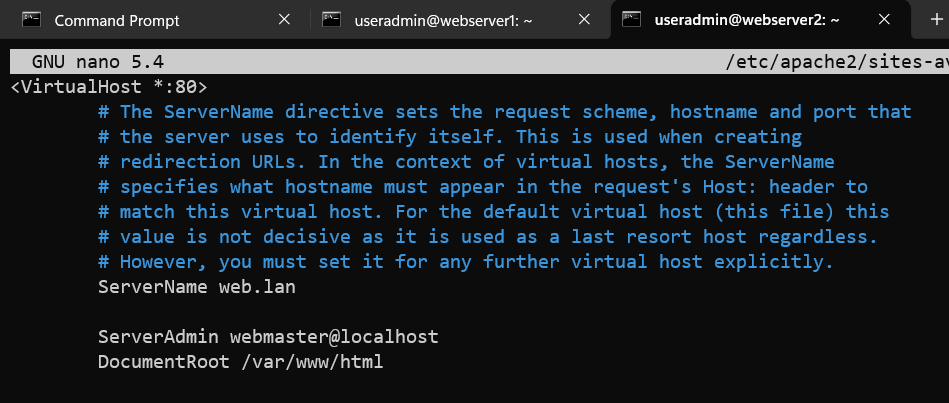 Command Prompt
useradmin@webserver1: ~
useradmin@webserver2: ~
GNU nano 5.4 /etc/apache2/sites-av
<VirtualHost *:80>
# The ServerName directive sets the request scheme, hostname and port that
# the server uses to identify itself. This is used when creating
# redirection URLs. In the context of virtual hosts, the ServerName
# specifies what hostname must appear in the request's Host: header to
# match this virtual host. For the default virtual host (this file) this
# value is not decisive as it is used as a last resort host regardless.
# However, you must set it for any further virtual host explicitly.
ServerName web.lan
ServerAdmin webmaster@localhost
DocumentRoot /var/www/html